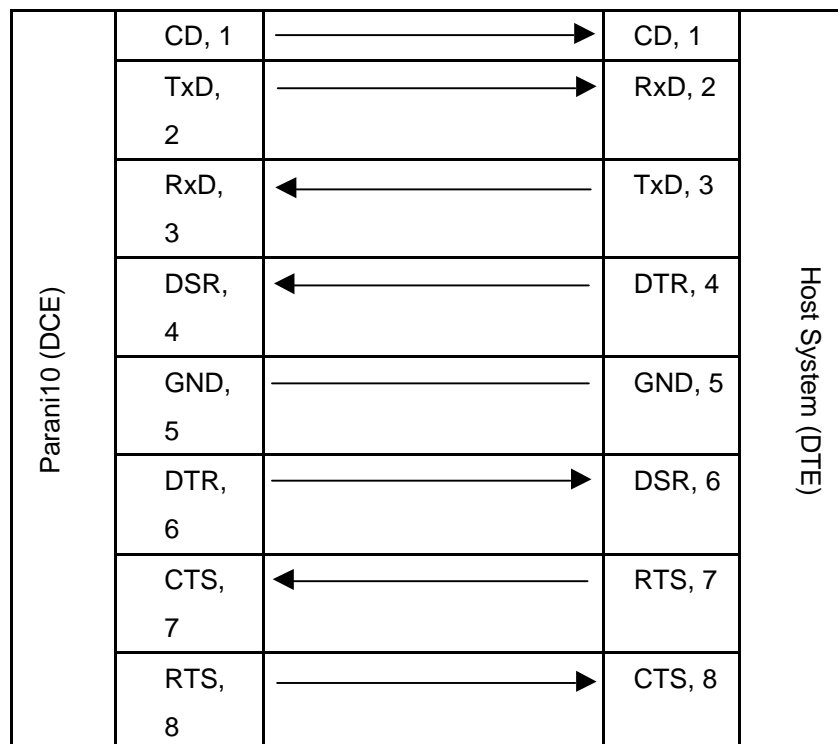 Parani10 (DCE)
CD, 1
CD, 1
TxD,
2
RxD, 2
RxD,
3
TxD, 3
DSR,
4
DTR, 4
GND,
5
GND, 5
DTR,
6
DSR, 6
CTS,
7
RTS, 7
RTS,
8
CTS, 8
Host System (DTE)